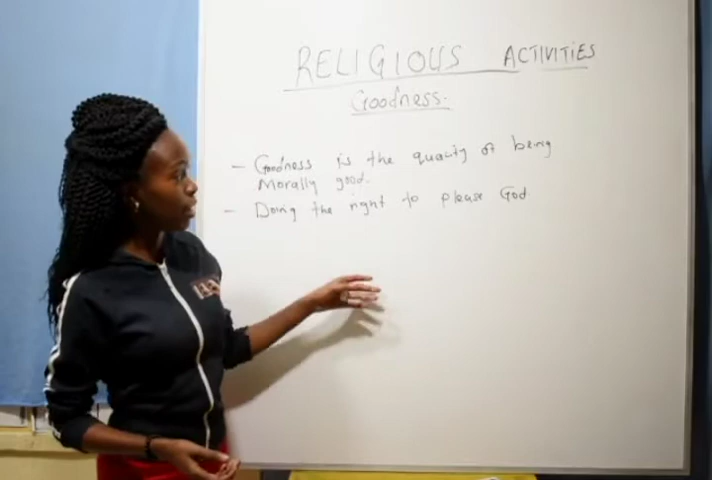 RELIGIOUS ACTIVITIES
Goodness.
- Goodness is the quality of being
Morally good.
- Doing the right to please God